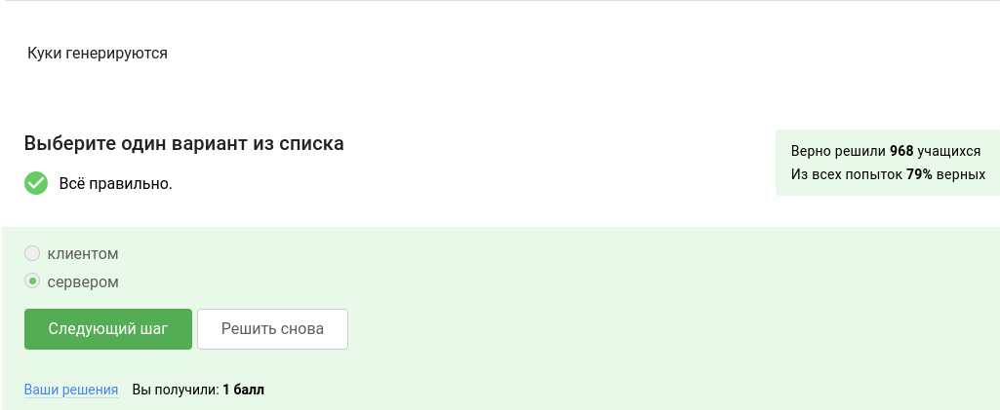 Куки генерируются
Выберите один вариант из списка
Верно решили 968 учащихся
Из всех попыток 79% верных
Всё правильно.
клиентом
сервером
Следующий шаг
Решить снова
Ваши решения
Вы получили: 1 балл